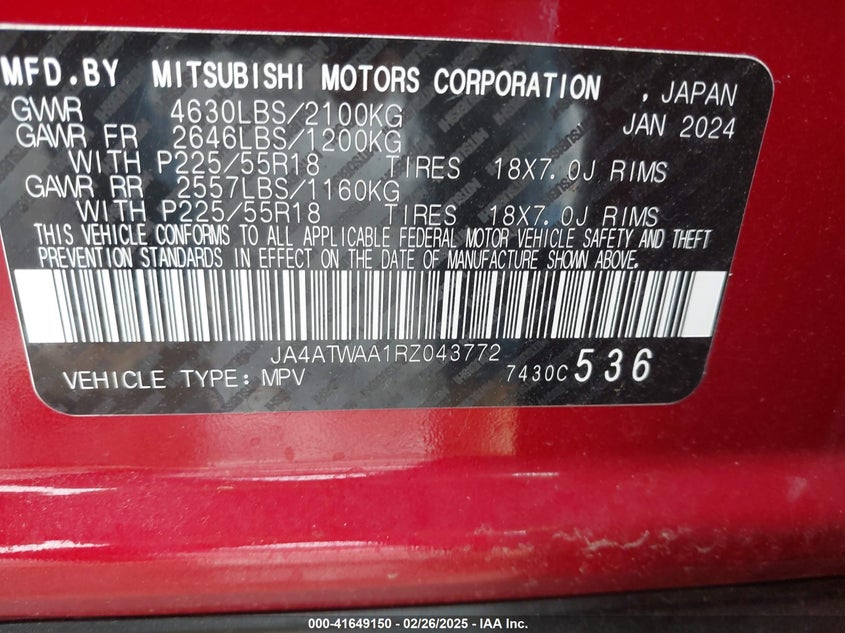 MFD.BY MITSUBISHI MOTORS CORPORATION , JAPAN
GWWR 4630LBS/2100KG JAN 2024
GAWR FR 2646LBS/1200KG
WITH P225/55R18 TIRES 18X7.0J RIMS
GAWR RR 2557LBS/1160KG
WITH P225/55R18 TIRES 18X7.0J RIMS
THIS VEHICLE CONFORMS TO ALL APPLICABLE FEDERAL MOTOR VEHICLE SAFETY AND THEFT
PREVENTION STANDARDS IN EFFECT ON THE DATE OF MANUFACTURE SHOWN ABOVE.
JA4ATWAA1RZ043772
VEHICLE TYPE:MPV 7430C 536
000-41649150 - 02/26/2025 - IAA Inc.